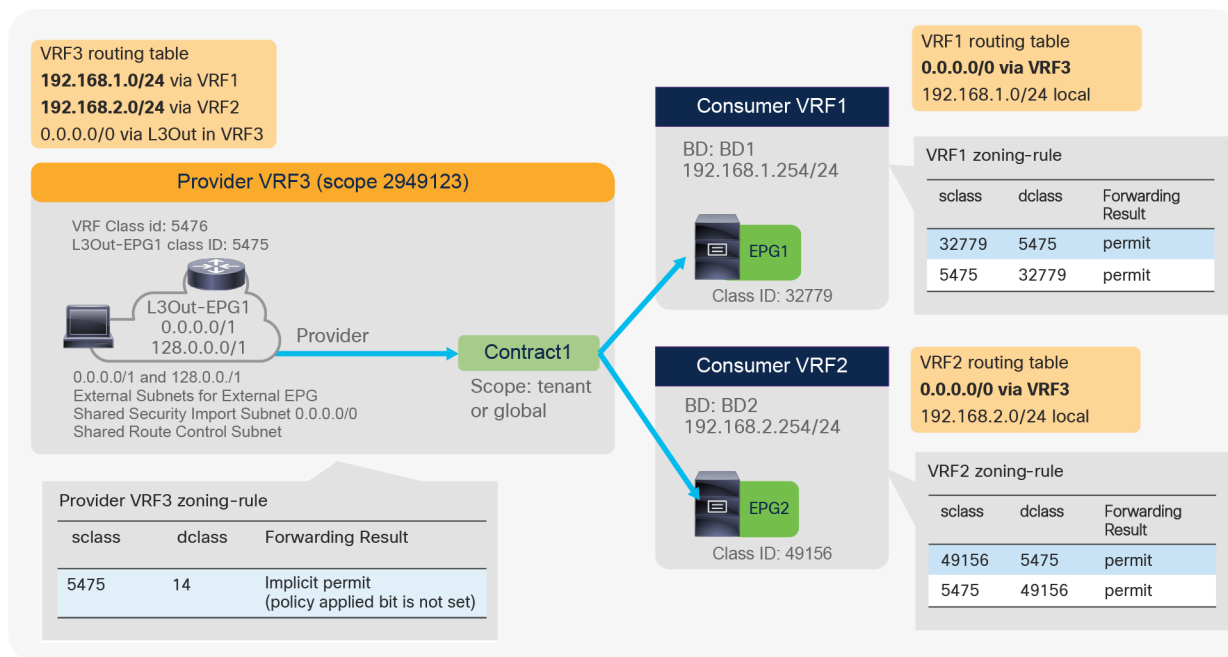 VRF3 routing table
192.168.1.0/24 via VRF1
192.168.2.0/24 via VRF2
0.0.0.0/0 via L3Out in VRF3
Provider VRF3 (scope 2949123)
VRF Class id: 5476
L3Out-EPG1 class ID: 5475
L3Out-EPG1
0.0.0.0/1
128.0.0.0/1
0.0.0.0/1 and 128.0.0./1
External Subnets for External EPG
Shared Security Import Subnet 0.0.0.0/0
Shared Route Control Subnet
Provider
Contract1
Scope: tenant
or global
Provider VRF3 zoning-rule
sclass dclass Forwarding Result
5475 14 Implicit permit
(policy applied bit is not set)
Consumer VRF1
BD: BD1
192.168.1.254/24
EPG1
Class ID: 32779
VRF1 routing table
0.0.0.0/0 via VRF3
192.168.1.0/24 local
VRF1 zoning-rule
sclass dclass Forwarding
Result
32779 5475 permit
5475 32779 permit
Consumer VRF2
BD: BD2
192.168.2.254/24
EPG2
Class ID: 49156
VRF2 routing table
0.0.0.0/0 via VRF3
192.168.2.0/24 local
VRF2 zoning-rule
sclass dclass Forwarding
Result
49156 5475 permit
5475 49156 permit